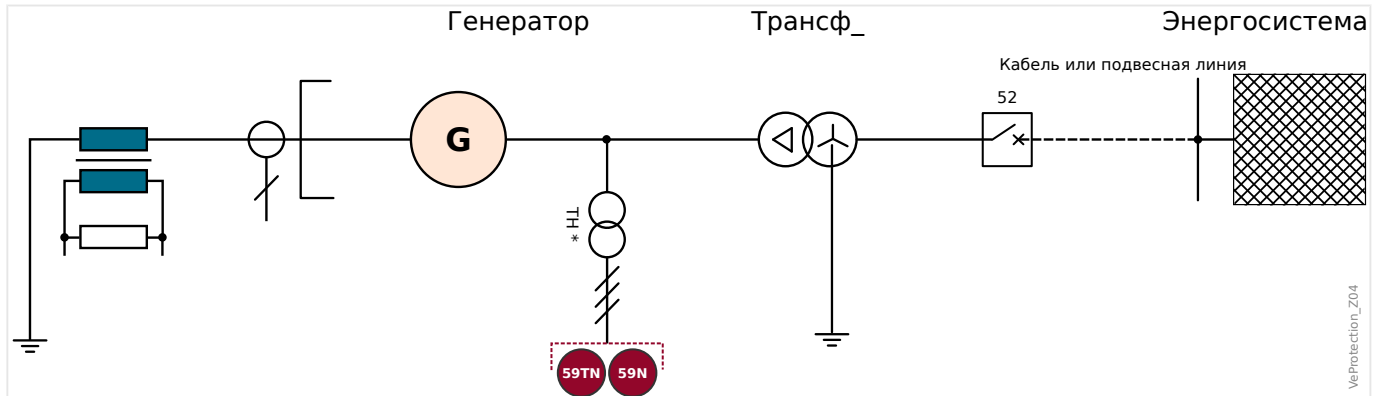 Генератор Трансф_ Энергосистема
Кабель или подвесная линия
52
G
ТН *
59TN 59N
VeProtection_Z04